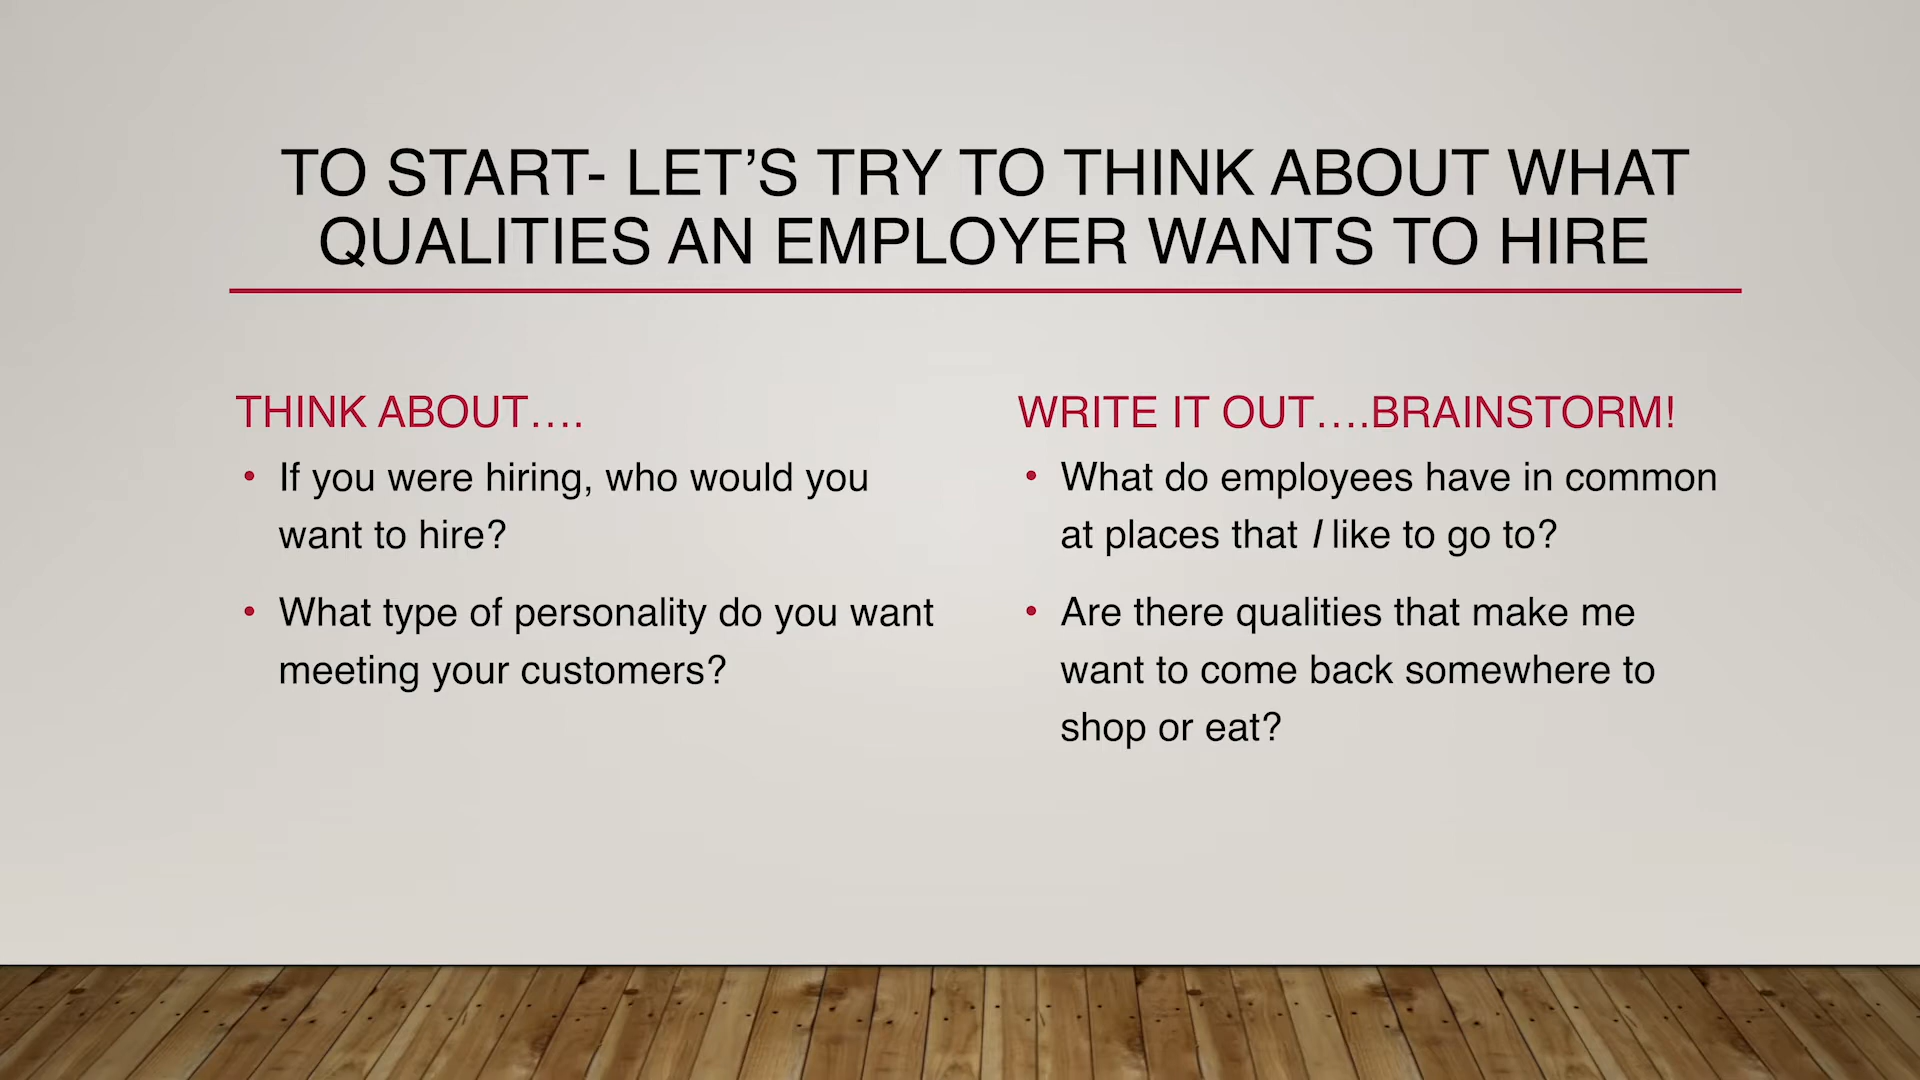 TO START- LET’S TRY TO THINK ABOUT WHAT
QUALITIES AN EMPLOYER WANTS TO HIRE
THINK ABOUT….
• If you were hiring, who would you
want to hire?
• What type of personality do you want
meeting your customers?
WRITE IT OUT….BRAINSTORM!
• What do employees have in common
at places that I like to go to?
• Are there qualities that make me
want to come back somewhere to
shop or eat?